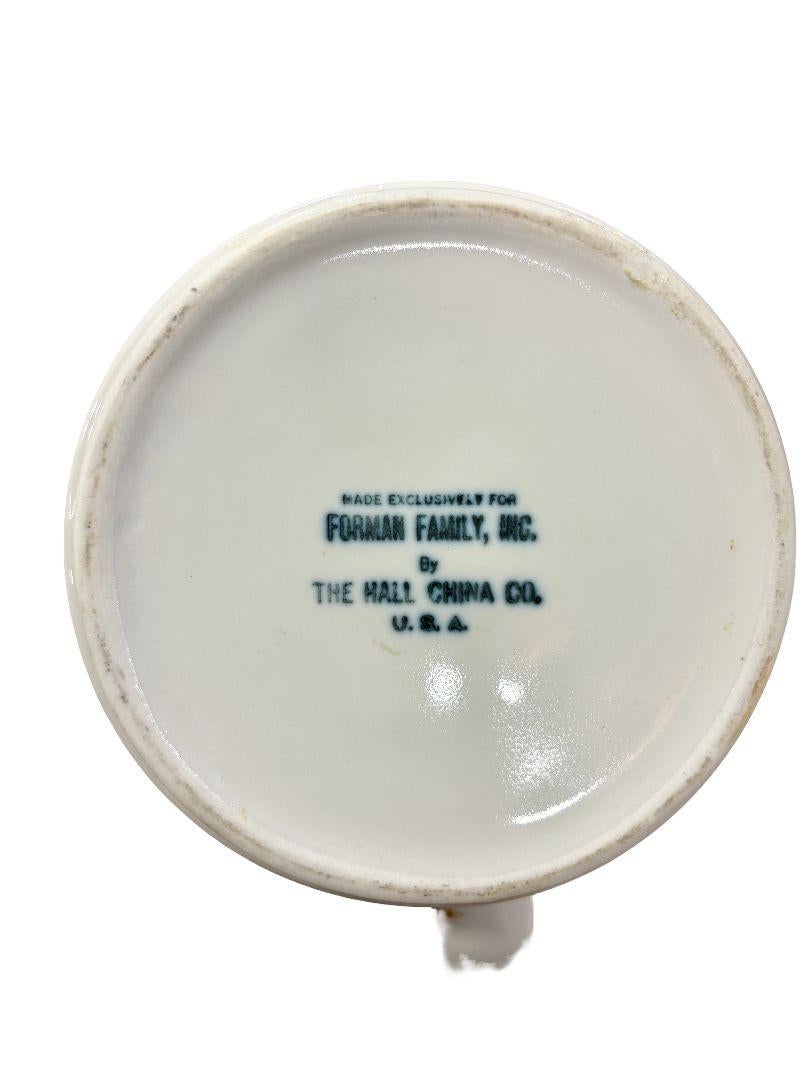 MADE EXCLUSIVELY FOR
FORMAN FAMILY, INC.
By
THE HALL CHINA CO.
U. S. A.